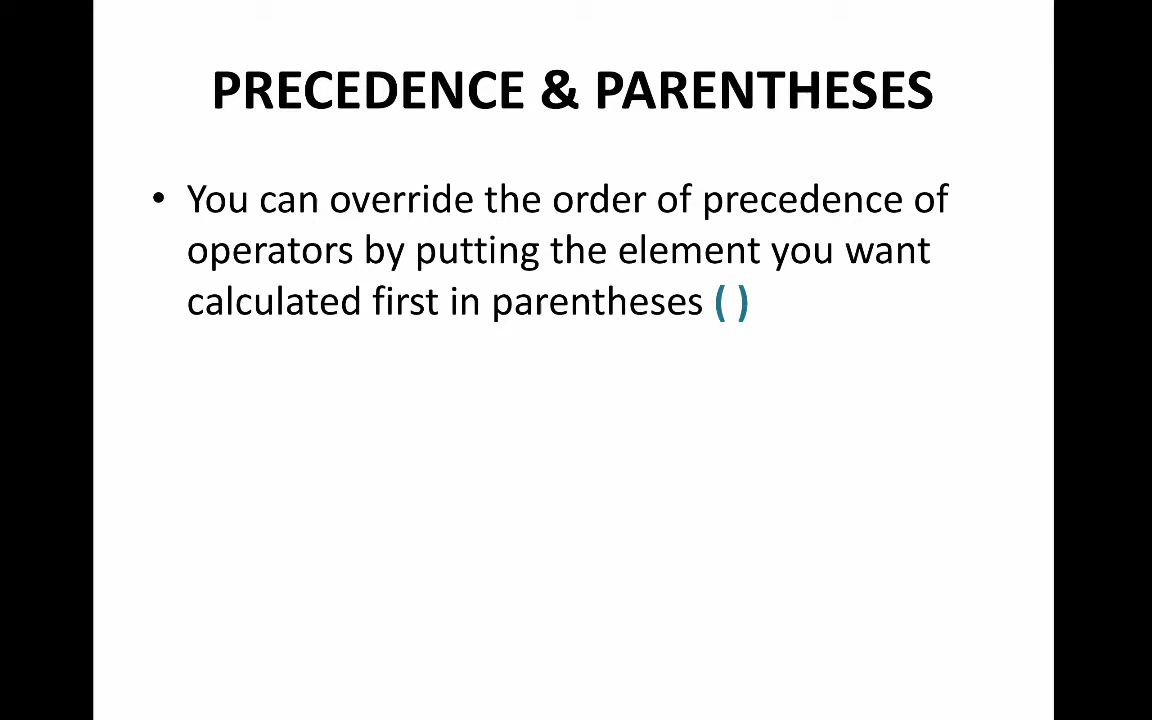 PRECEDENCE & PARENTHESES
• You can override the order of precedence of
operators by putting the element you want
calculated first in parentheses ( )